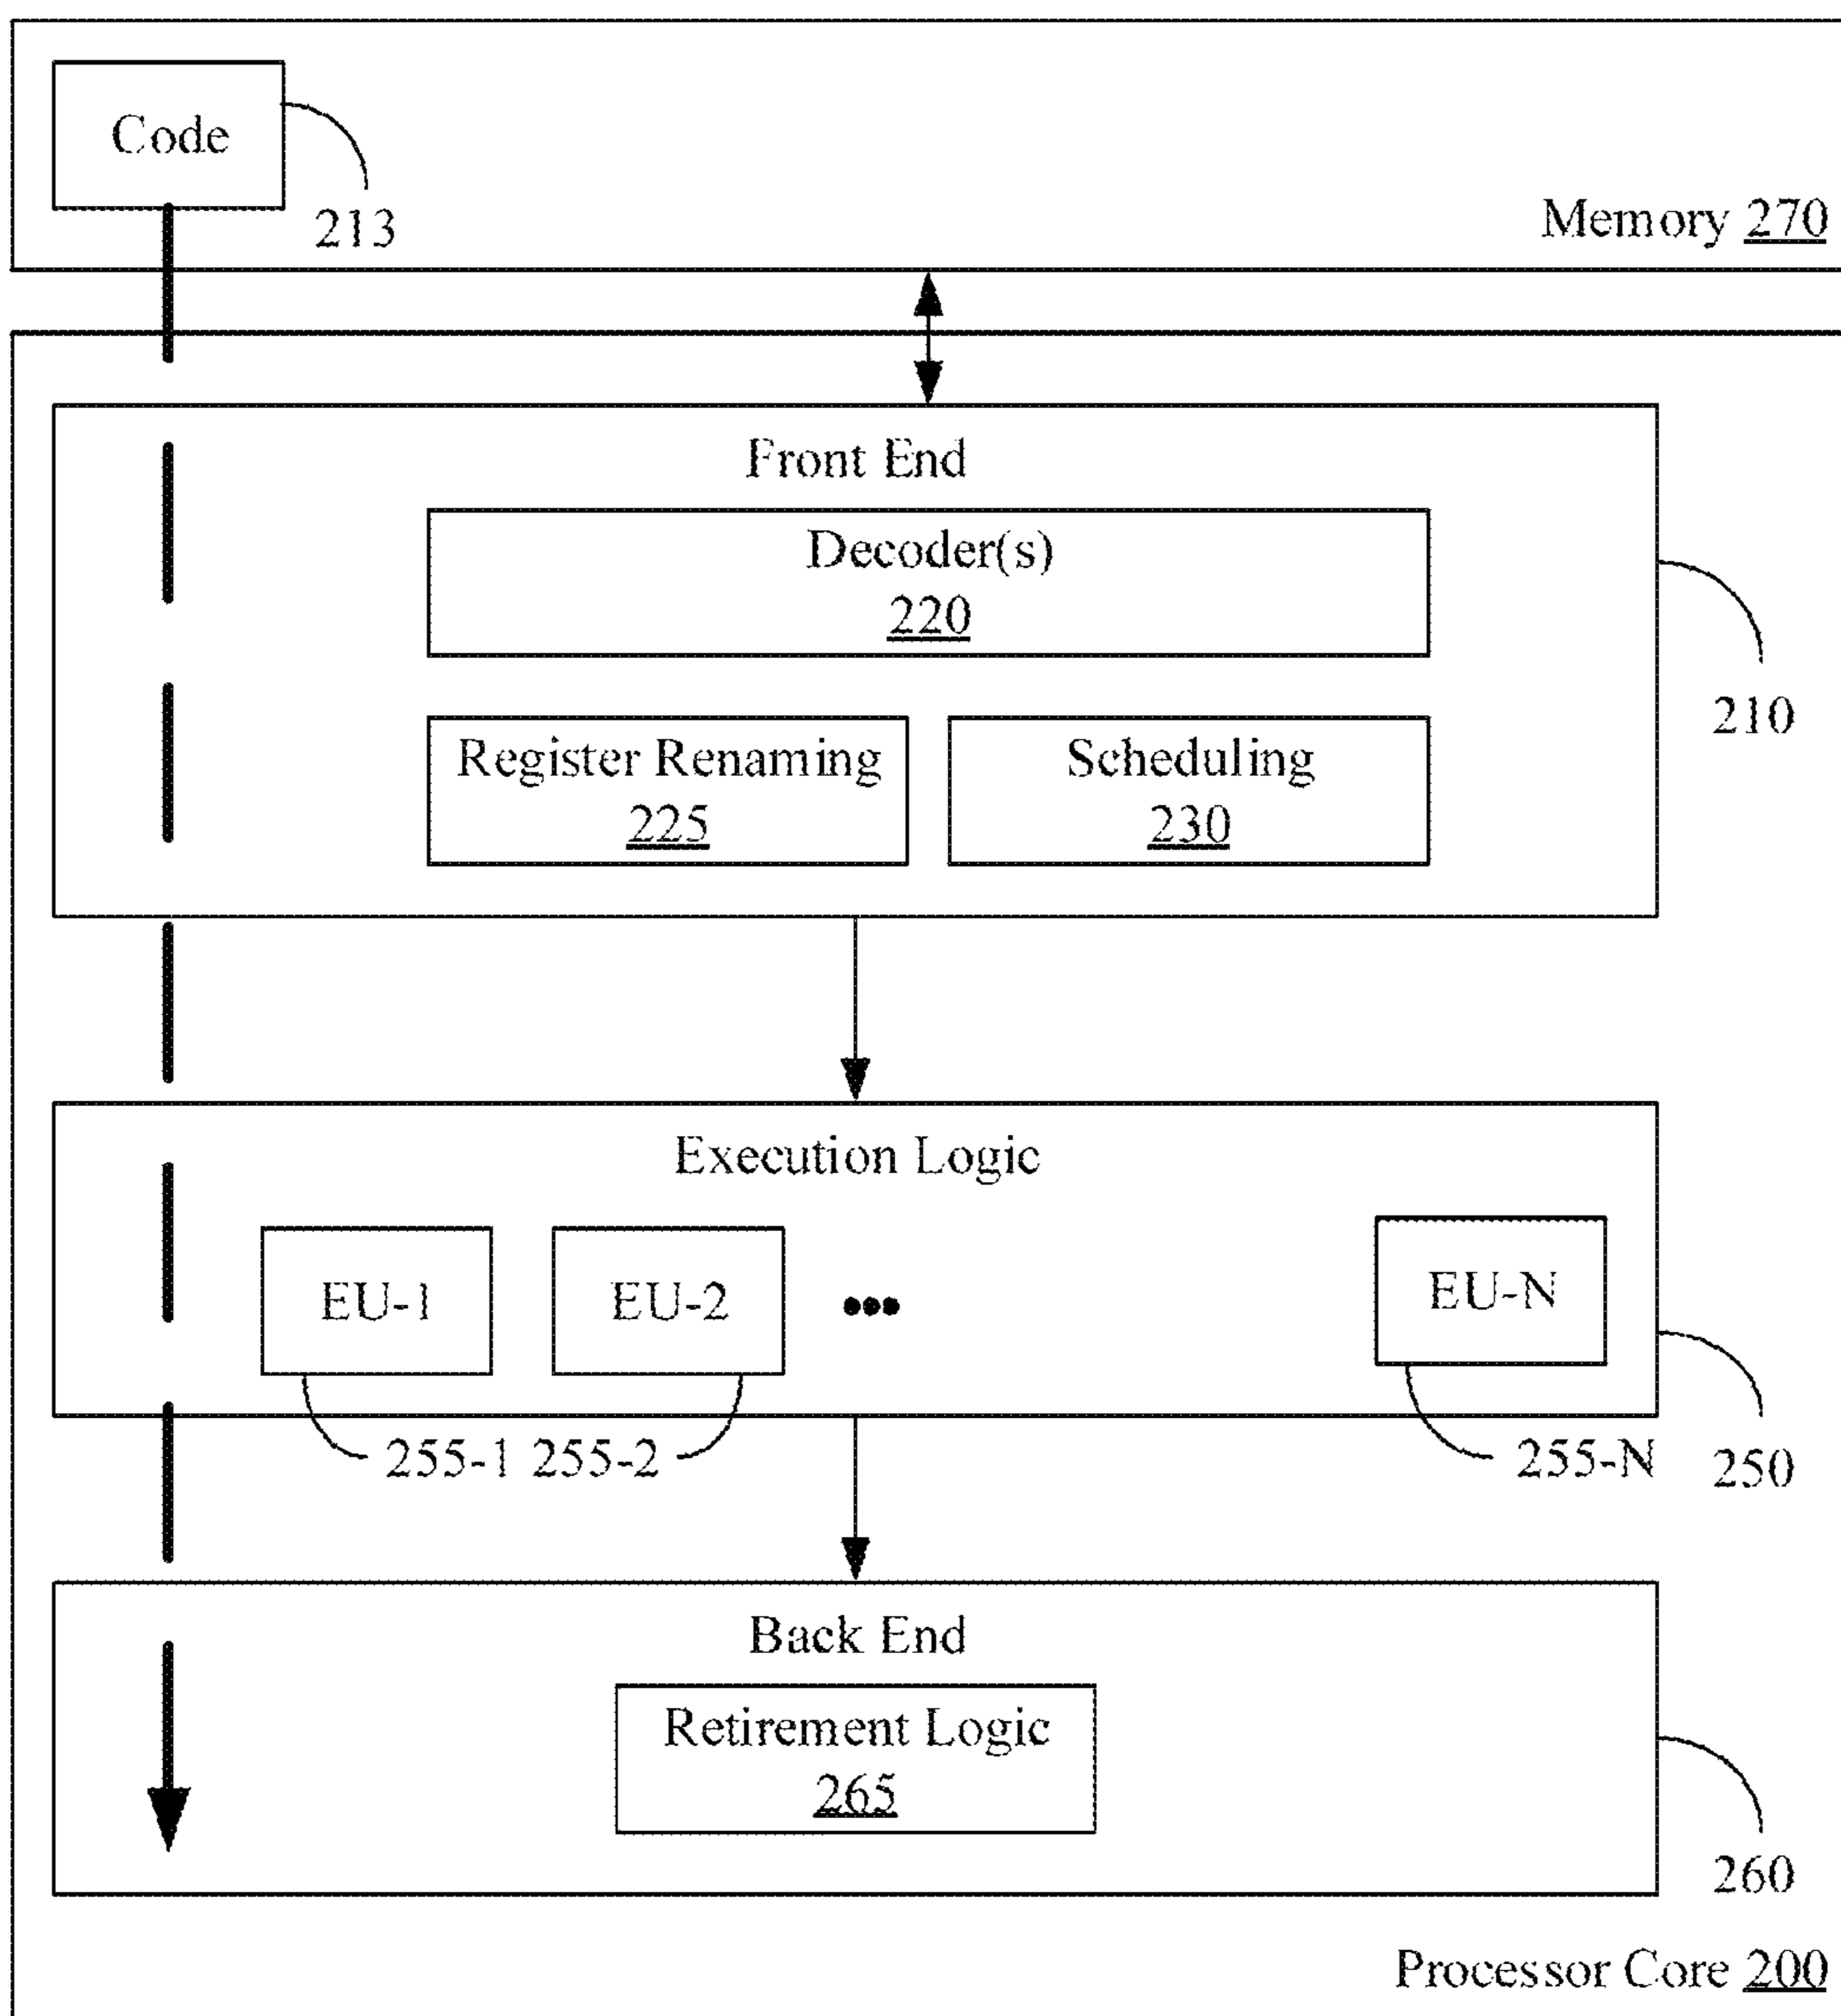 Code
213
Memory 270
Front End
Decoder(s)
220
210
Register Renaming
225
Scheduling
230
Execution Logic
EU-1
EU-2
•••
EU-N
255-1 255-2
255-N
250
Back End
Retirement Logic
265
260
Processor Core 200